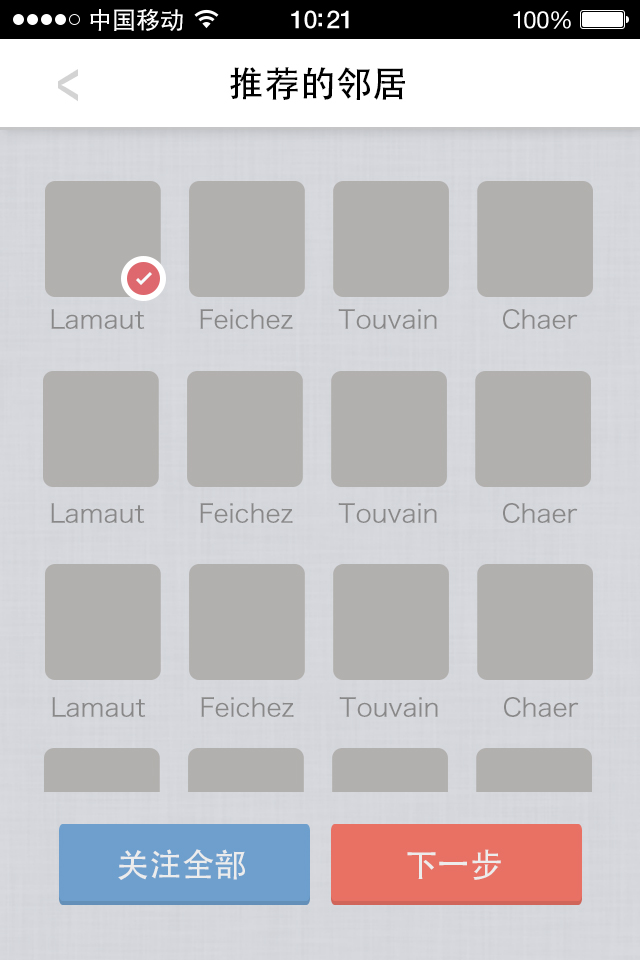 中国移动 10:21 100%
推荐的邻居
Lamaut Feichez Touvain Chaer
Lamaut Feichez Touvain Chaer
Lamaut Feichez Touvain Chaer
关注全部 下一步